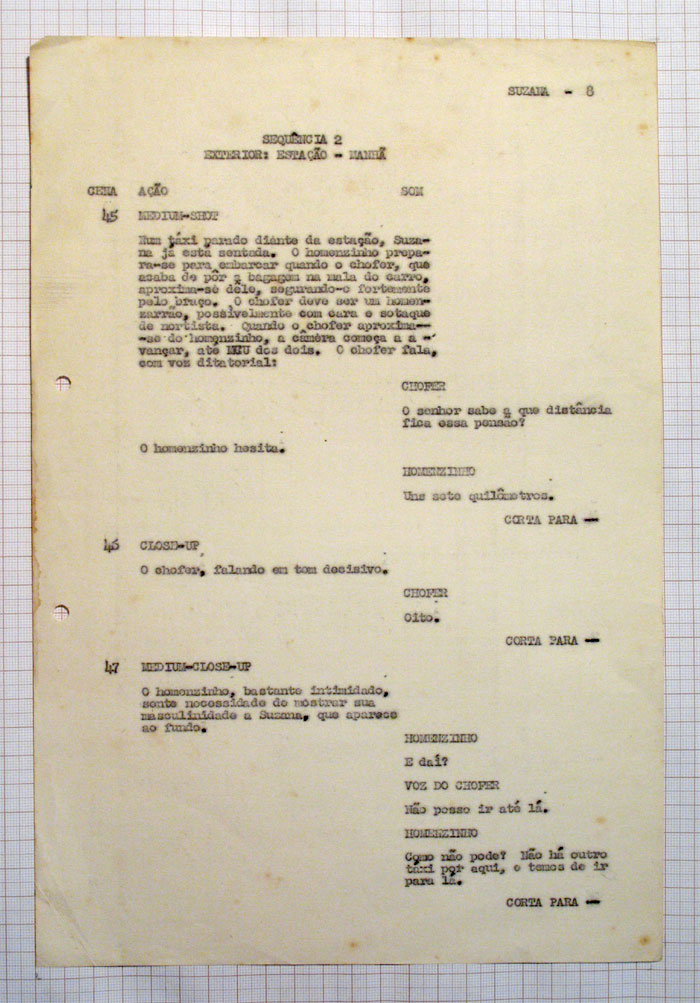 SUZANA - 8
SEQUÊNCIA 2
EXTERIOR: ESTAÇÃO - MANHÃ
CENA AÇÃO SOM
45 MEDIUM-SHOT
Num táxi parado diánte da estação, Suza-
na já está sentada. O homenzinho prepa-
ra-se para embarcar quando o chofer, que
acaba de pôr a bagagem na mala do carro,
aproxima-se dêle, segurando-o fortemente
pelo braço. O chofer deve ser um homen-
zarrão, possivelmente com cara e sotaque
de nortista. Quando o chofer aproxima--
-se do homenzinho, a câmêra começa a a -
vançar, até MCU dos dois. O chofer fala,
com voz ditatorial:
CHOFER
O senhor sabe a que distância
fica essa pensão?
O homenzinho hesita.
HOMENZINHO
Uns sete quilômetros.
CORTA PARA --
46 CLOSE-UP
O chofer, falando em tom decisivo.
CHOFER
Oito.
CORTA PARA --
47 MEDIUM-CLOSE-UP
O homenzinho, bastante intimidado,
sente necessidade de mostrar sua
masculinidade a Suzana, que aparece
ao fundo.
HOMENZINHO
E daí?
VOZ DO CHOFER
Não posso ir até lá.
HOMENZINHO
Como não pode? Não há outro
táxi por aqui, e temos de ir
para lá.
CORTA PARA --